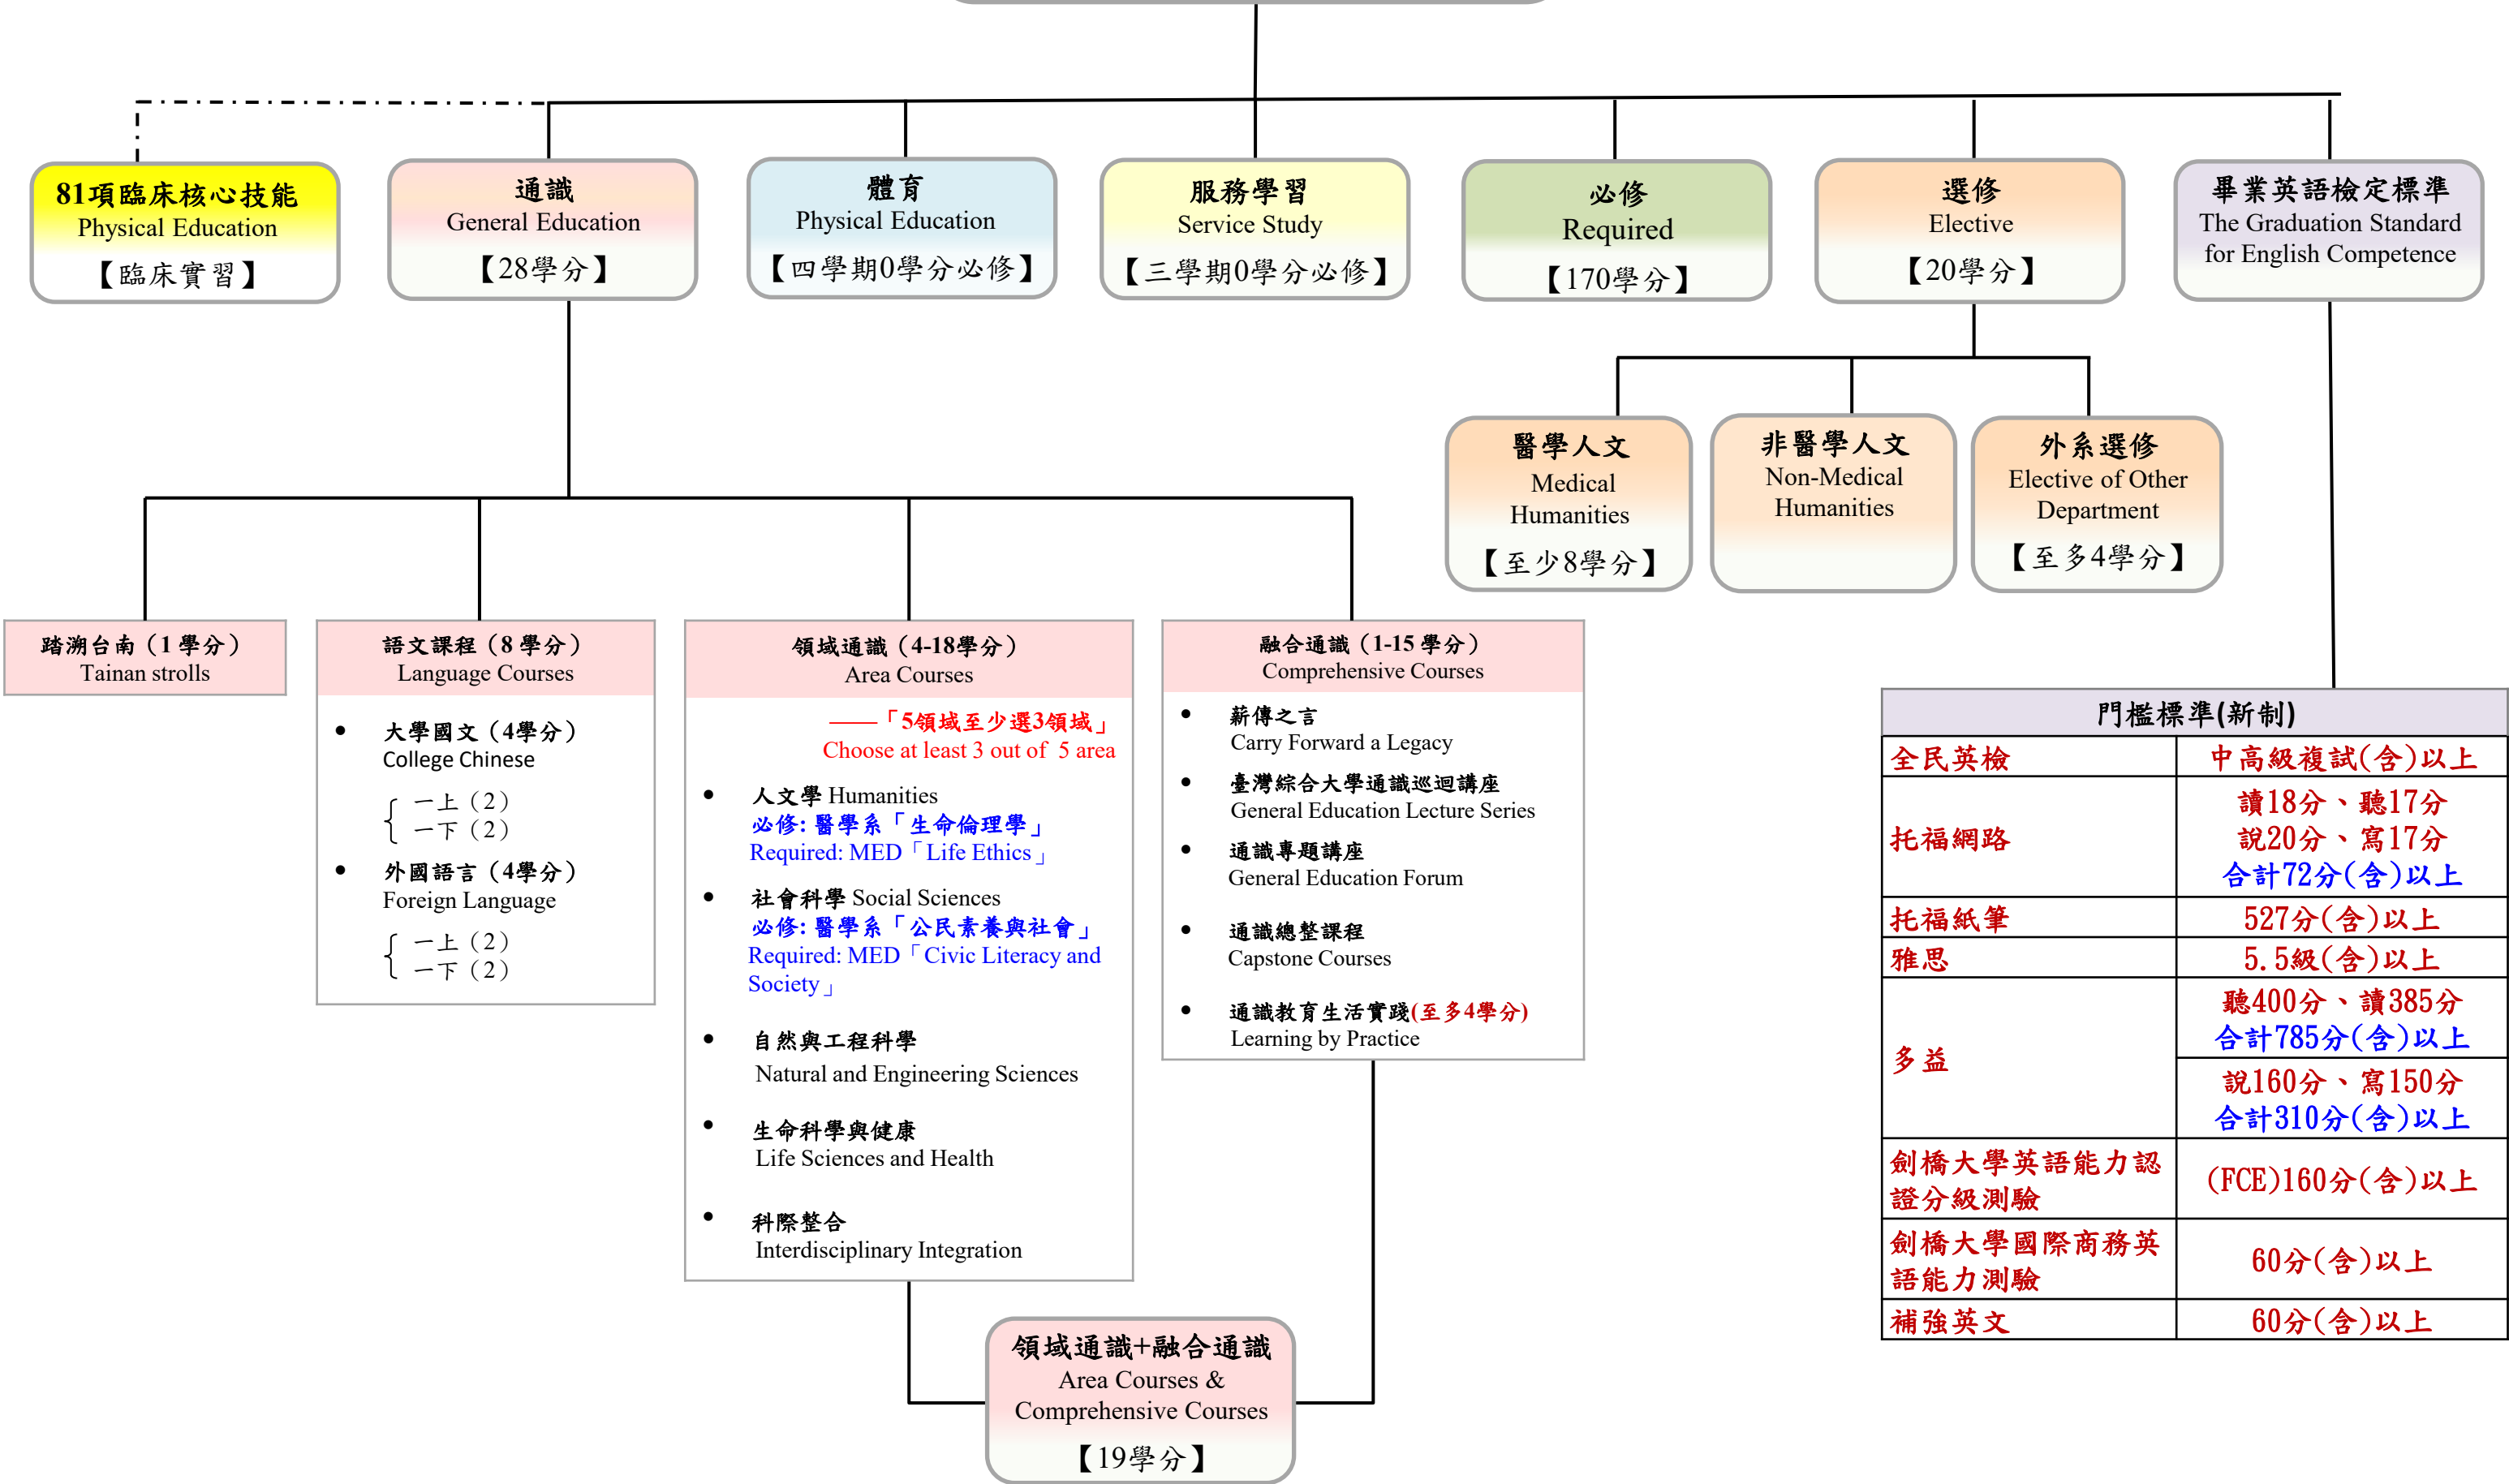 81項臨床核心技能
Physical Education
【臨床實習】
通識
General Education
【28學分】
體育
Physical Education
【四學期0學分必修】
服務學習
Service Study
【三學期0學分必修】
必修
Required
【170學分】
選修
Elective
【20學分】
畢業英語檢定標準
The Graduation Standard
for English Competence
醫學人文
Medical
Humanities
【至少8學分】
非醫學人文
Non-Medical
Humanities
外系選修
Elective of Other
Department
【至多4學分】
踏溯台南（1 學分）
Tainan strolls
語文課程（8 學分）
Language Courses
• 大學國文（4學分）
College Chinese
一上（2）
一下（2）
• 外國語言（4學分）
Foreign Language
一上（2）
一下（2）
領域通識（4-18學分）
Area Courses
——「5領域至少選3領域」
Choose at least 3 out of 5 area
• 人文學 Humanities
必修: 醫學系「生命倫理學」
Required: MED「Life Ethics」
• 社會科學 Social Sciences
必修: 醫學系「公民素養與社會」
Required: MED「Civic Literacy and
Society」
• 自然與工程科學
Natural and Engineering Sciences
• 生命科學與健康
Life Sciences and Health
• 科際整合
Interdisciplinary Integration
融合通識（1-15 學分）
Comprehensive Courses
• 薪傳之言
Carry Forward a Legacy
• 臺灣綜合大學通識巡迴講座
General Education Lecture Series
• 通識專題講座
General Education Forum
• 通識總整課程
Capstone Courses
• 通識教育生活實踐(至多4學分)
Learning by Practice
領域通識+融合通識
Area Courses &
Comprehensive Courses
【19學分】
門檻標準(新制)
全民英檢 中高級複試(含)以上
托福網路
讀18分、聽17分
說20分、寫17分
合計72分(含)以上
托福紙筆 527分(含)以上
雅思 5.5級(含)以上
多益
聽400分、讀385分
合計785分(含)以上
說160分、寫150分
合計310分(含)以上
劍橋大學英語能力認
證分級測驗
(FCE)160分(含)以上
劍橋大學國際商務英
語能力測驗
60分(含)以上
補強英文 60分(含)以上